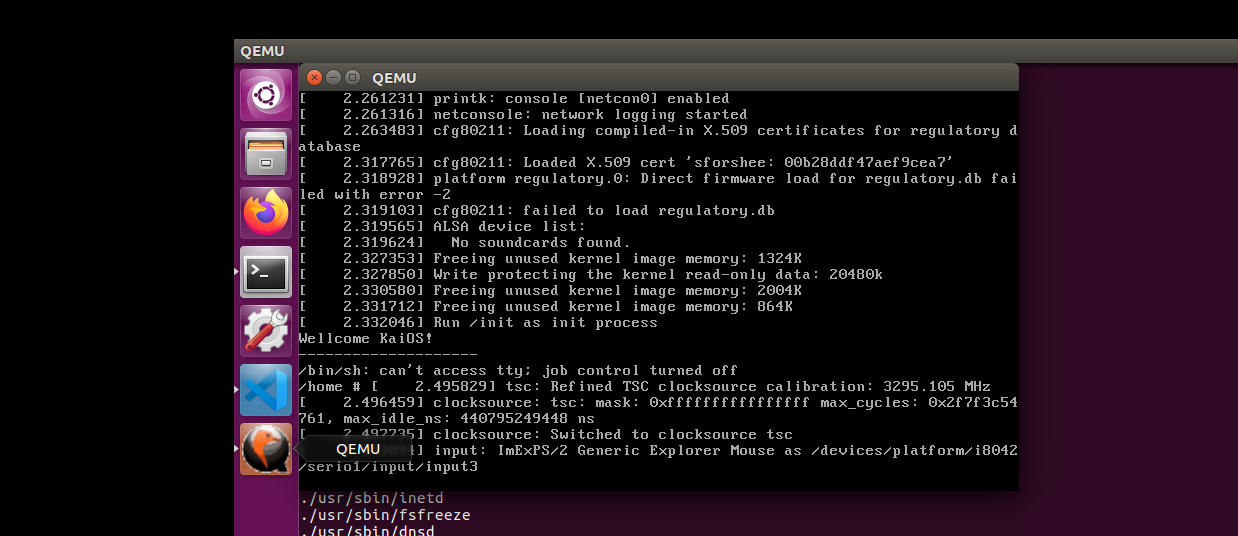 QEMU
QEMU
[    2.261231] printk: console [netcon0] enabled
[    2.261316] netconsole: network logging started
[    2.263483] cfg80211: Loading compiled-in X.509 certificates for regulatory d
atabase
[    2.317765] cfg80211: Loaded X.509 cert 'sforshee: 00b28ddf47aef9cea7'
[    2.318928] platform regulatory.0: Direct firmware load for regulatory.db fai
led with error -2
[    2.319103] cfg80211: failed to load regulatory.db
[    2.319565] ALSA device list:
[    2.319624]   No soundcards found.
[    2.327353] Freeing unused kernel image memory: 1324K
[    2.327850] Write protecting the kernel read-only data: 20480k
[    2.330580] Freeing unused kernel image memory: 2004K
[    2.331712] Freeing unused kernel image memory: 864K
[    2.332046] Run /init as init process
Wellcome KaiOS!
--------------------
/bin/sh: can't access tty; job control turned off
/home # [    2.495829] tsc: Refined TSC clocksource calibration: 3295.105 MHz
[    2.496459] clocksource: tsc: mask: 0xffffffffffffffff max_cycles: 0x2f7f3c54
761, max_idle_ns: 440795249448 ns
[    2.497735] clocksource: Switched to clocksource tsc
QEMU
] input: ImExPS/2 Generic Explorer Mouse as /devices/platform/i8042
/serio1/input/input3
./usr/sbin/inetd
./usr/sbin/fsfreeze
./usr/sbin/dnsd